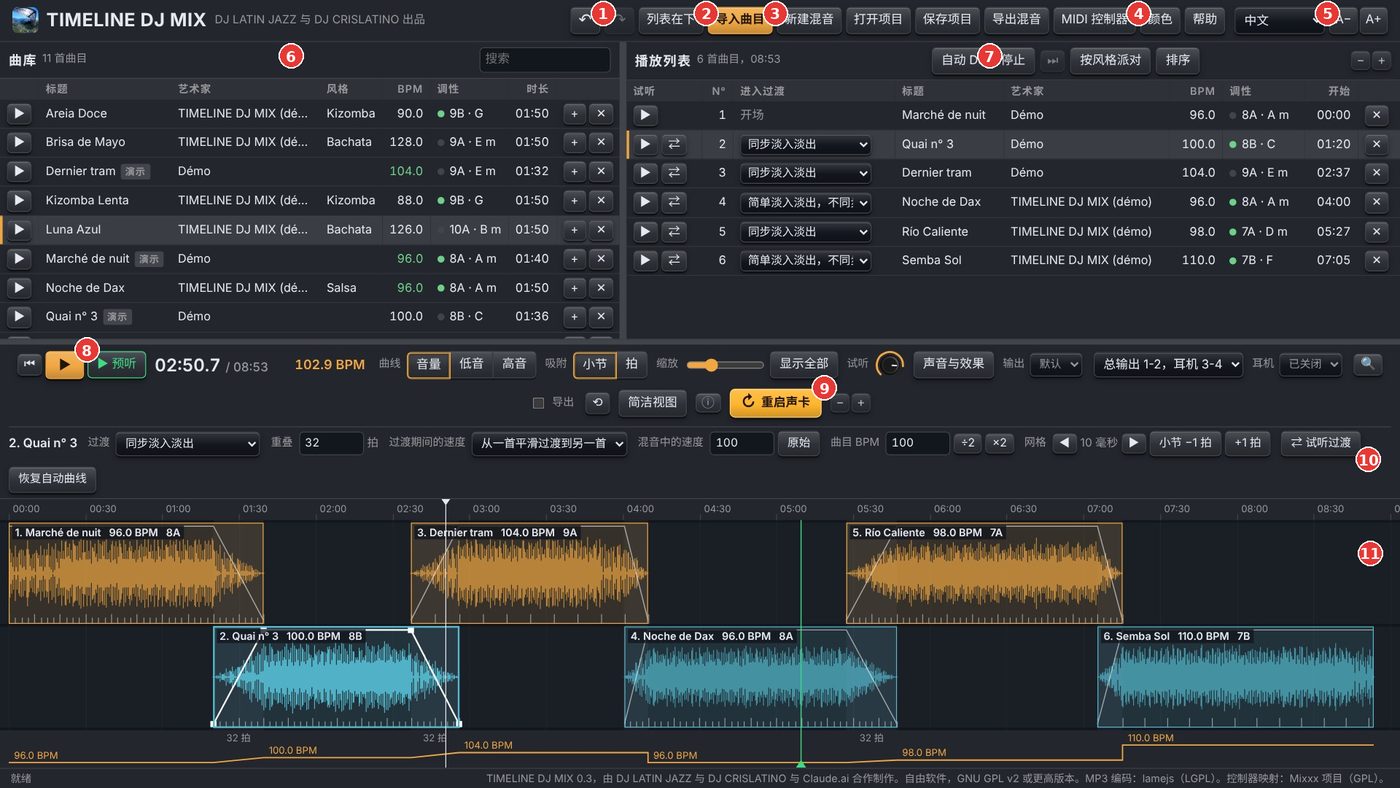 TIMELINE DJ MIX DJ LATIN JAZZ 与 DJ CRISLATINO 出品 1 列表在下 2 导入曲目 3 新建混音 打开项目 保存项目 导出混音 MIDI 控制器 4 颜色 帮助 中文 5 A− A+
曲库 11 首曲目 6 搜索
标题 艺术家 风格 BPM 调性 时长
Areia Doce TIMELINE DJ MIX (dé... Kizomba 90.0 9B · G 01:50 + ×
Brisa de Mayo TIMELINE DJ MIX (dé... Bachata 128.0 9A · E m 01:50 + ×
Dernier tram 演示 Démo 104.0 9A · E m 01:32 + ×
Kizomba Lenta TIMELINE DJ MIX (dé... Kizomba 88.0 9B · G 01:50 + ×
Luna Azul TIMELINE DJ MIX (dé... Bachata 126.0 10A · B m 01:50 + ×
Marché de nuit 演示 Démo 96.0 8A · A m 01:40 + ×
Noche de Dax TIMELINE DJ MIX (dé... Salsa 96.0 8A · A m 01:50 + ×
Quai n° 3 演示 Démo 100.0 8B · C 01:36 + ×
播放列表 6 首曲目，08:53 自动 D 7 停止 按风格派对 排序 − +
试听 N° 进入过渡 标题 艺术家 BPM 调性 开始
1 开场 Marché de nuit Démo 96.0 8A · A m 00:00 ×
2 同步淡入淡出 Quai n° 3 Démo 100.0 8B · C 01:20 ×
3 同步淡入淡出 Dernier tram Démo 104.0 9A · E m 02:37 ×
4 简单淡入淡出，不同 Noche de Dax TIMELINE DJ MIX (démo) 96.0 8A · A m 04:00 ×
5 同步淡入淡出 Río Caliente TIMELINE DJ MIX (démo) 98.0 7A · D m 05:27 ×
6 简单淡入淡出，不同 Semba Sol TIMELINE DJ MIX (démo) 110.0 7B · F 07:05 ×
8 预听 02:50.7 / 08:53 102.9 BPM 曲线 音量 低音 高音 吸附 小节 拍 缩放 显示全部 试听 声音与效果 输出 默认 总输出 1-2，耳机 3-4 耳机 已关闭
导出 简洁视图 重启声卡 9 − +
2. Quai n° 3 过渡 同步淡入淡出 重叠 32 拍 过渡期间的速度 从一首平滑过渡到另一首 混音中的速度 100 原始 曲目 BPM 100 ÷2 ×2 网格 10 毫秒 小节 −1 拍 +1 拍 试听过渡 10
恢复自动曲线
00:00 00:30 01:00 01:30 02:00 02:30 03:00 03:30 04:00 04:30 05:00 05:30 06:00 06:30 07:00 07:30 08:00 08:30
1. Marché de nuit 96.0 BPM 8A 3. Dernier tram 104.0 BPM 9A 5. Río Caliente 98.0 BPM 7A 11
2. Quai n° 3 100.0 BPM 8B 4. Noche de Dax 96.0 BPM 8A 6. Semba Sol 110.0 BPM 7B
32 拍 32 拍 32 拍
96.0 BPM 100.0 BPM 104.0 BPM 96.0 BPM 98.0 BPM 110.0 BPM
就绪 TIMELINE DJ MIX 0.3，由 DJ LATIN JAZZ 与 DJ CRISLATINO 与 Claude.ai 合作制作。自由软件，GNU GPL v2 或更高版本。MP3 编码：lamejs（LGPL）。控制器映射：Mixxx 项目（GPL）。